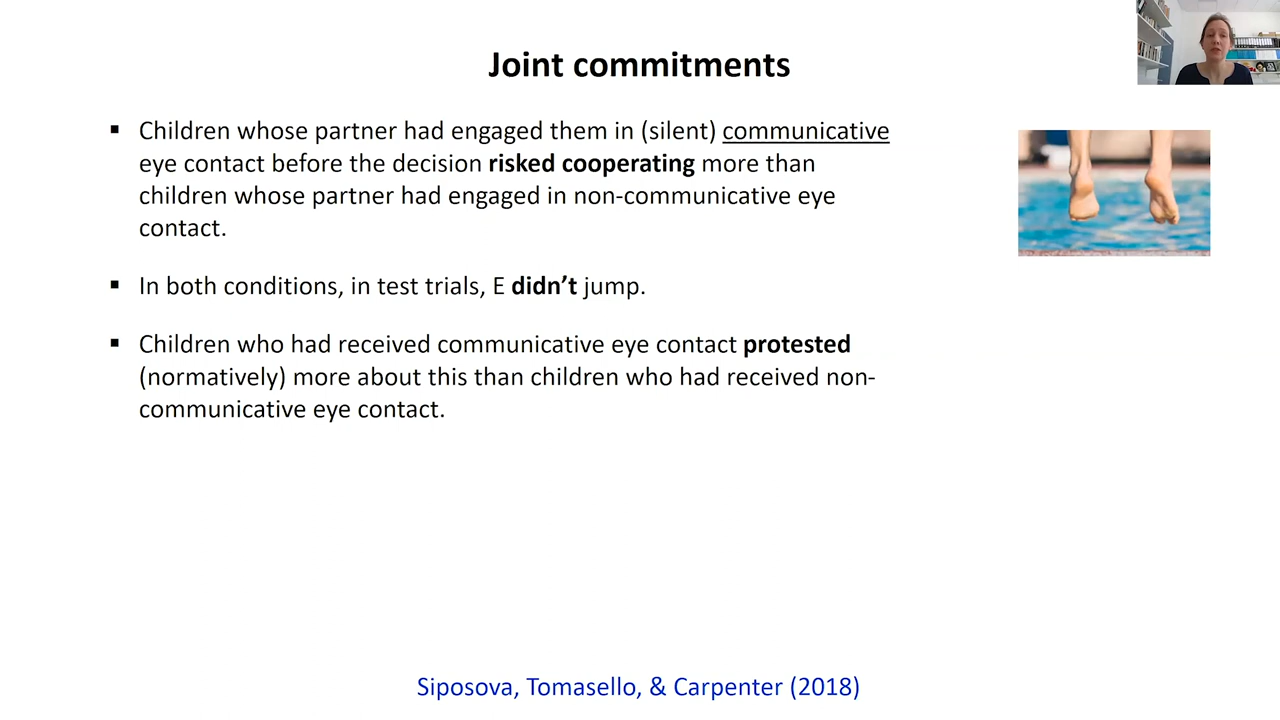 Joint commitments
▪ Children whose partner had engaged them in (silent) communicative
eye contact before the decision risked cooperating more than
children whose partner had engaged in non-communicative eye
contact.
▪ In both conditions, in test trials, E didn’t jump.
▪ Children who had received communicative eye contact protested
(normatively) more about this than children who had received non-
communicative eye contact.
Siposova, Tomasello, & Carpenter (2018)